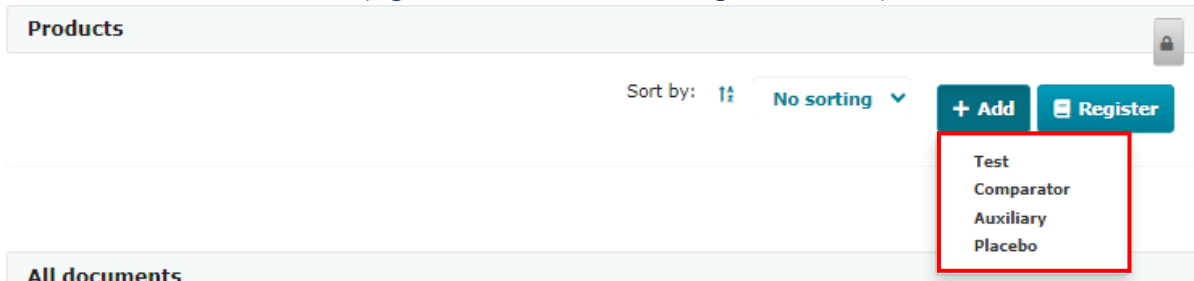 Products
Sort by: No sorting + Add Register
Test
Comparator
Auxiliary
Placebo
All documents